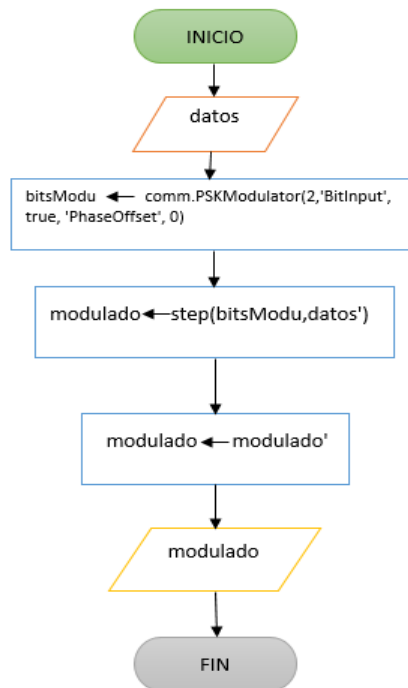 INICIO
datos
bitsModu ← comm.PSKModulator(2,'BitInput',
true, 'PhaseOffset', 0)
modulado←step(bitsModu,datos')
modulado ← modulado'
modulado
FIN